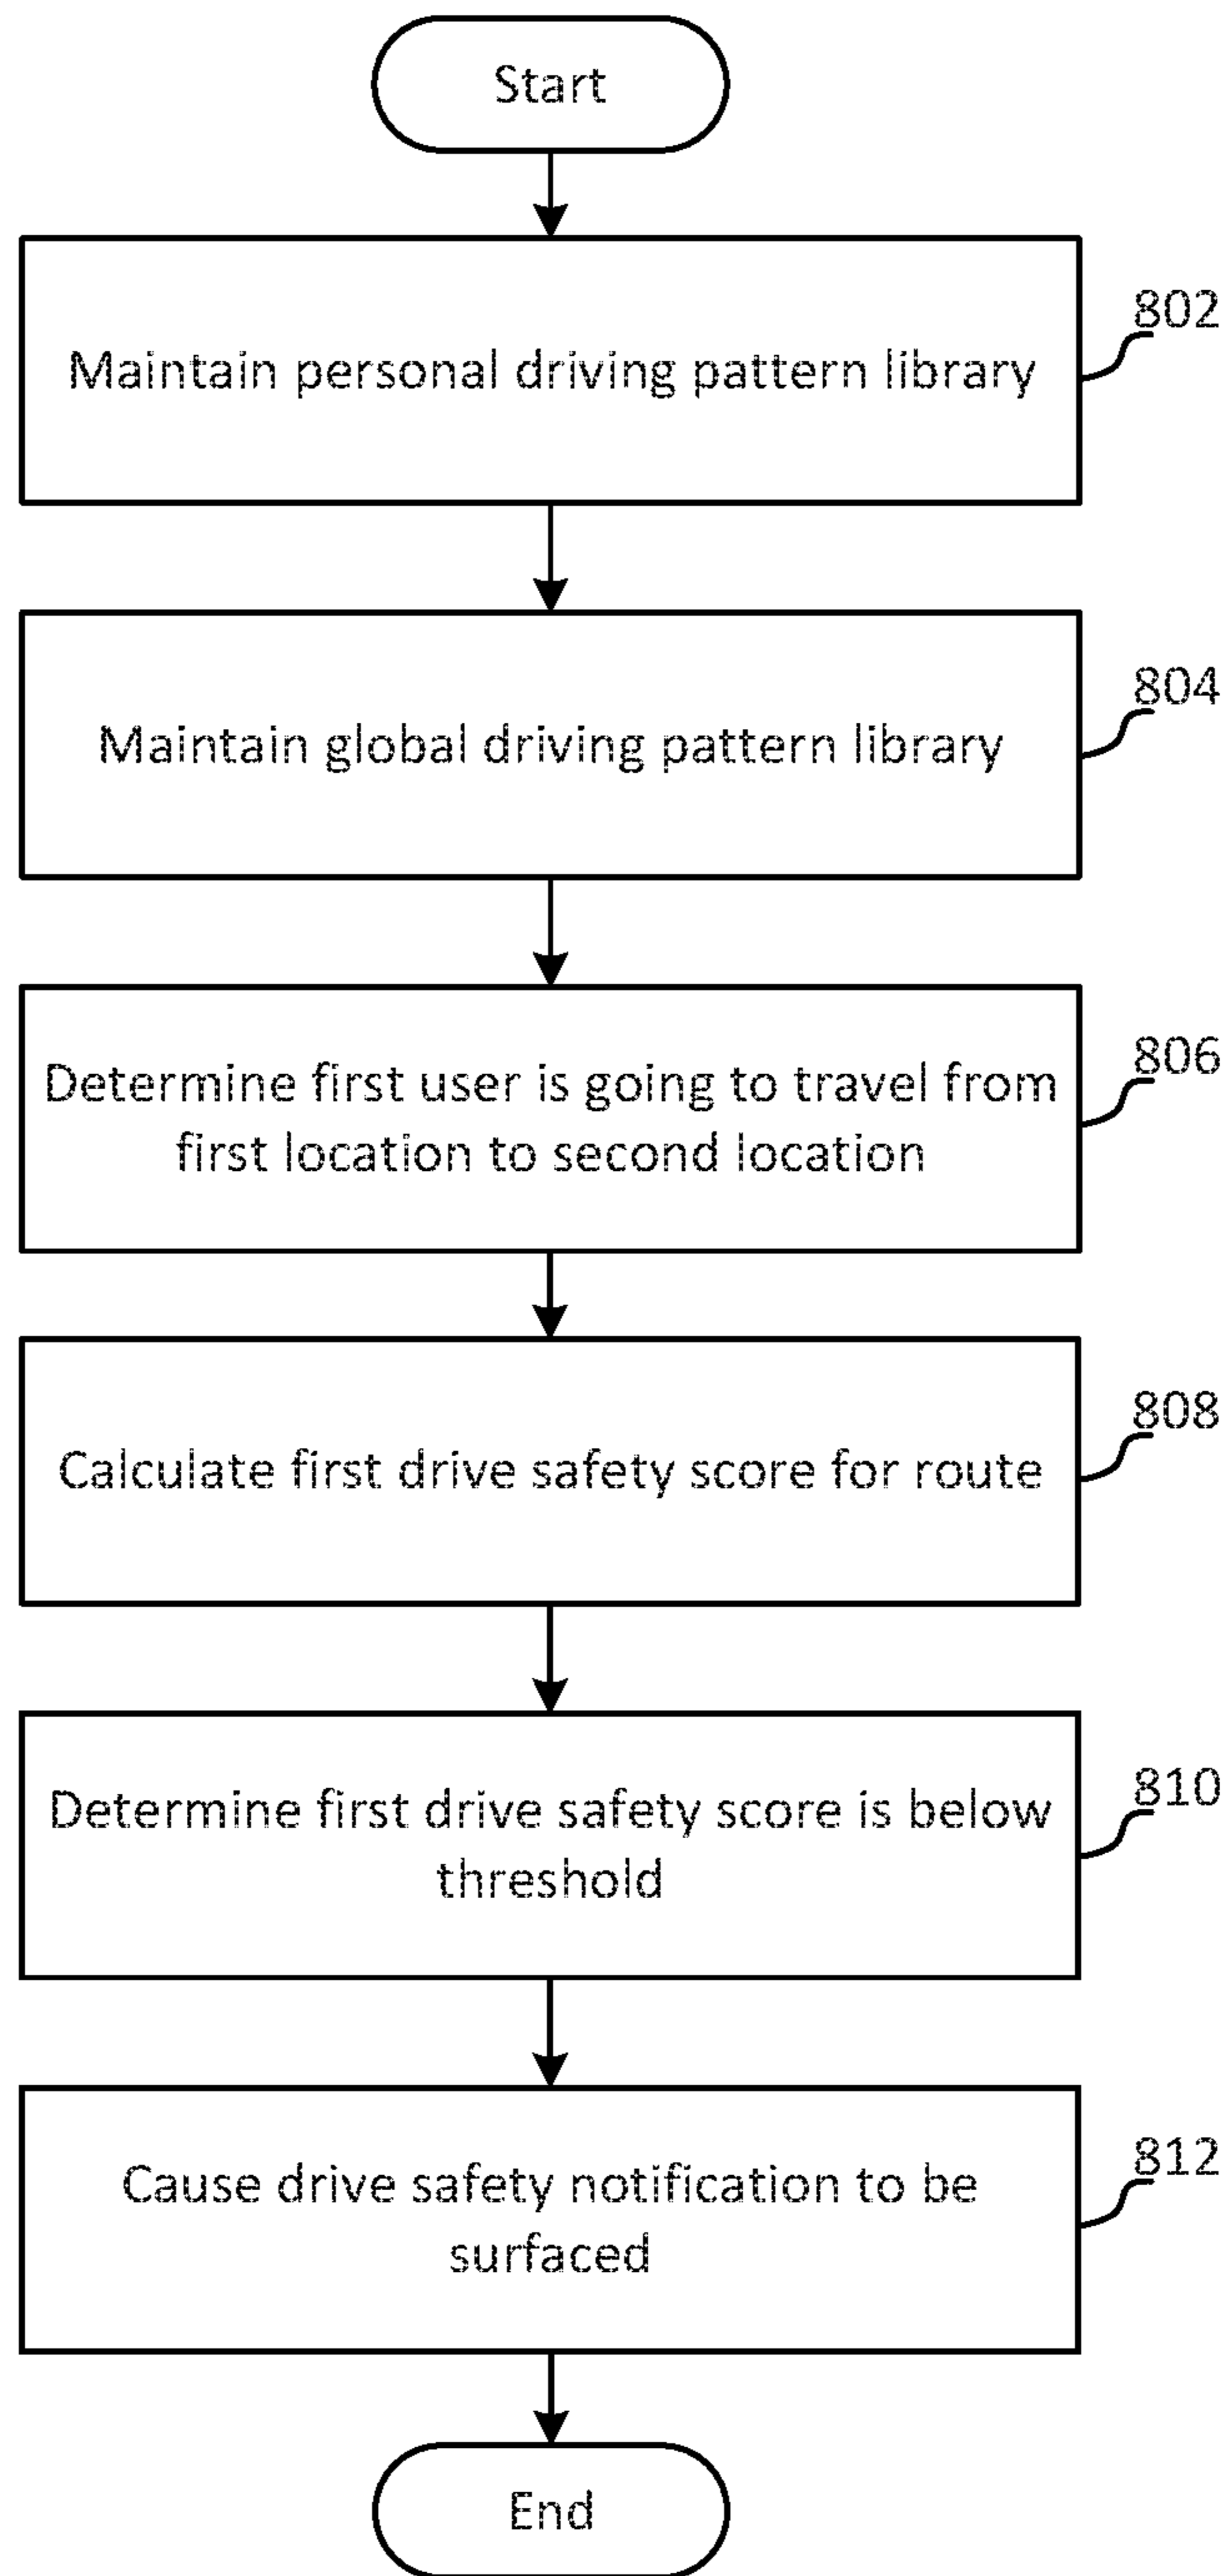 Start
802
Maintain personal driving pattern library
804
Maintain global driving pattern library
806
Determine first user is going to travel from
first location to second location
808
Calculate first drive safety score for route
810
Determine first drive safety score is below
threshold
812
Cause drive safety notification to be
surfaced
End